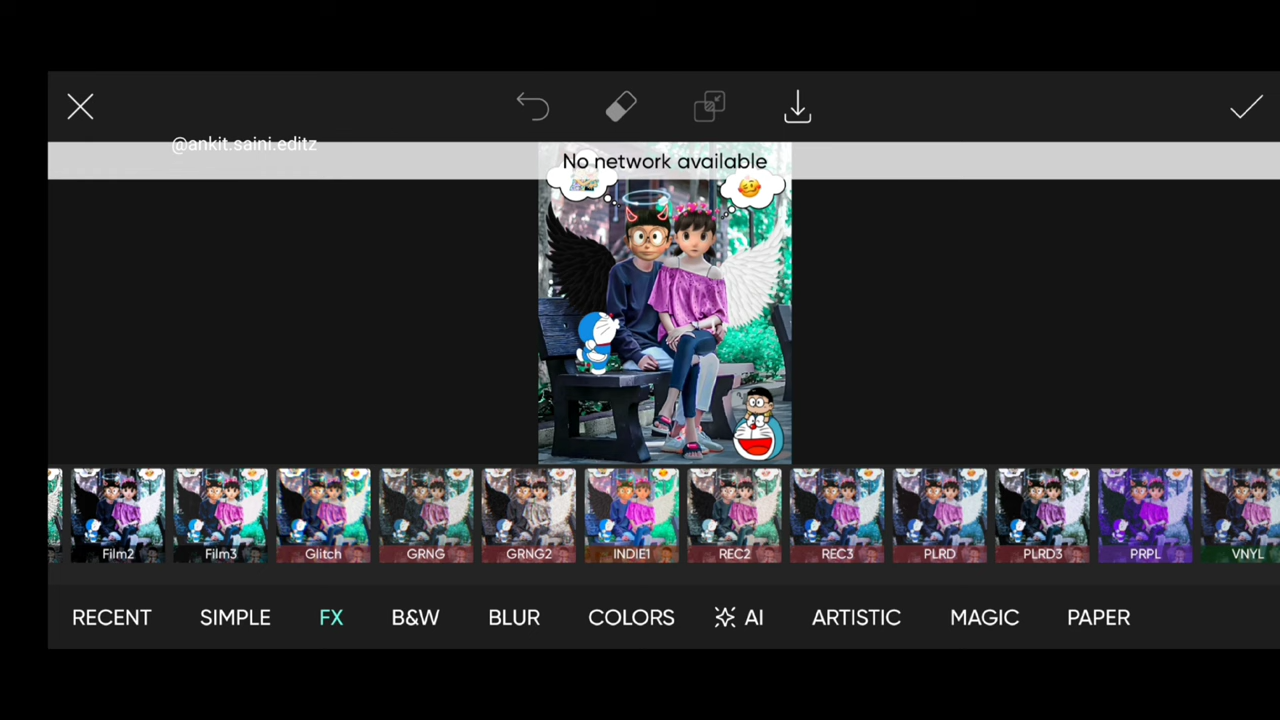 @ankit.saini.editz
No network available
Film2 Film3 Glitch GRNG GRNG2 INDIE1 REC2 REC3 PLRD PLRD3 PRPL VNYL
RECENT SIMPLE FX B&W BLUR COLORS AI ARTISTIC MAGIC PAPER